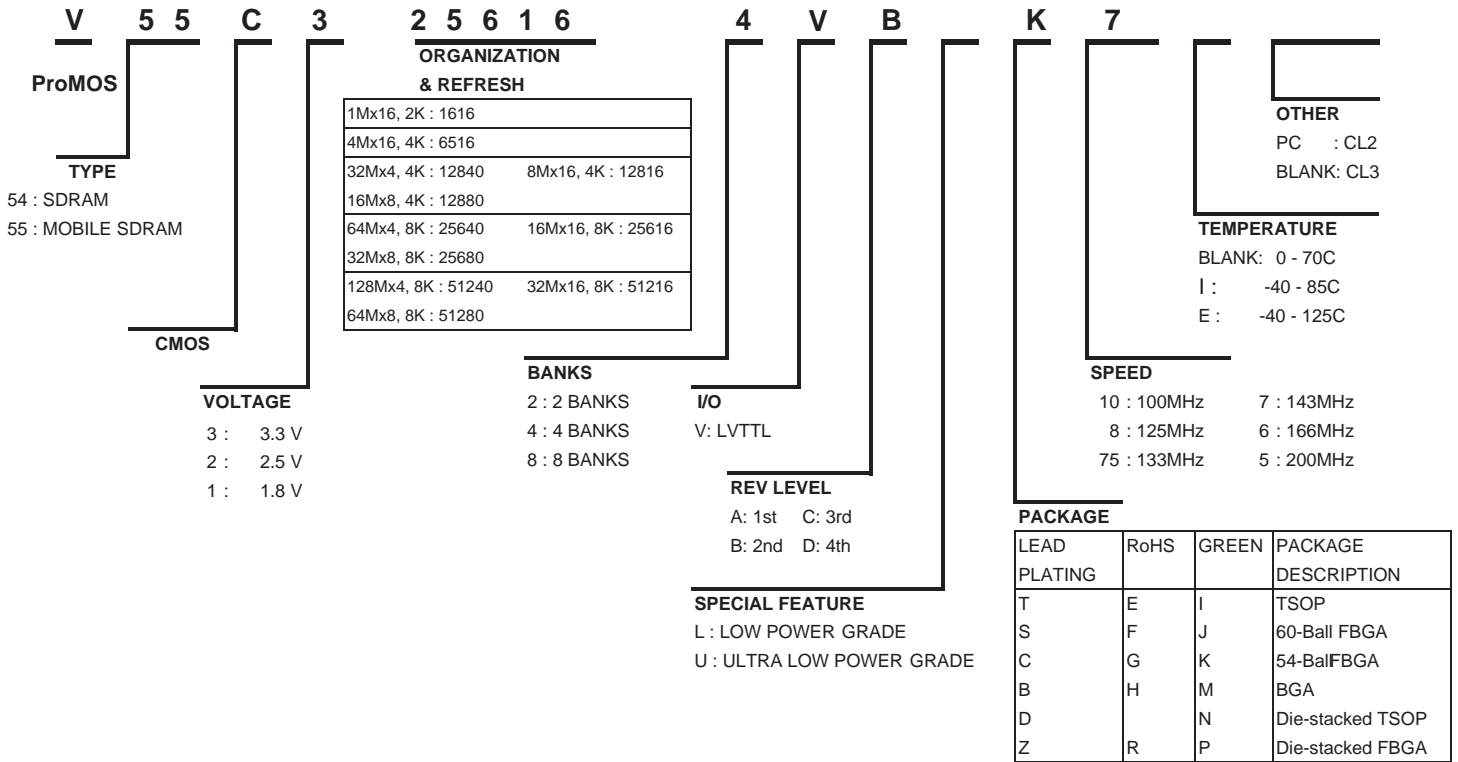 V 5 5 C 3 2 5 6 1 6 4 V B K 7
ProMOS
ORGANIZATION
& REFRESH
1Mx16, 2K : 1616
4Mx16, 4K : 6516
32Mx4, 4K : 12840 8Mx16, 4K : 12816
16Mx8, 4K : 12880
64Mx4, 8K : 25640 16Mx16, 8K : 25616
32Mx8, 8K : 25680
128Mx4, 8K : 51240 32Mx16, 8K : 51216
64Mx8, 8K : 51280
TYPE
54 : SDRAM
55 : MOBILE SDRAM
CMOS
VOLTAGE
3 : 3.3 V
2 : 2.5 V
1 : 1.8 V
BANKS
2 : 2 BANKS
4 : 4 BANKS
8 : 8 BANKS
I/O
V: LVTTL
REV LEVEL
A: 1st C: 3rd
B: 2nd D: 4th
SPECIAL FEATURE
L : LOW POWER GRADE
U : ULTRA LOW POWER GRADE
OTHER
PC : CL2
BLANK: CL3
TEMPERATURE
BLANK: 0 - 70C
I : -40 - 85C
E : -40 - 125C
SPEED
10 : 100MHz 7 : 143MHz
8 : 125MHz 6 : 166MHz
75 : 133MHz 5 : 200MHz
PACKAGE
LEAD RoHS GREEN PACKAGE
PLATING DESCRIPTION
T E I TSOP
S F J 60-Ball FBGA
C G K 54-BallFBGA
B H M BGA
D N Die-stacked TSOP
Z R P Die-stacked FBGA